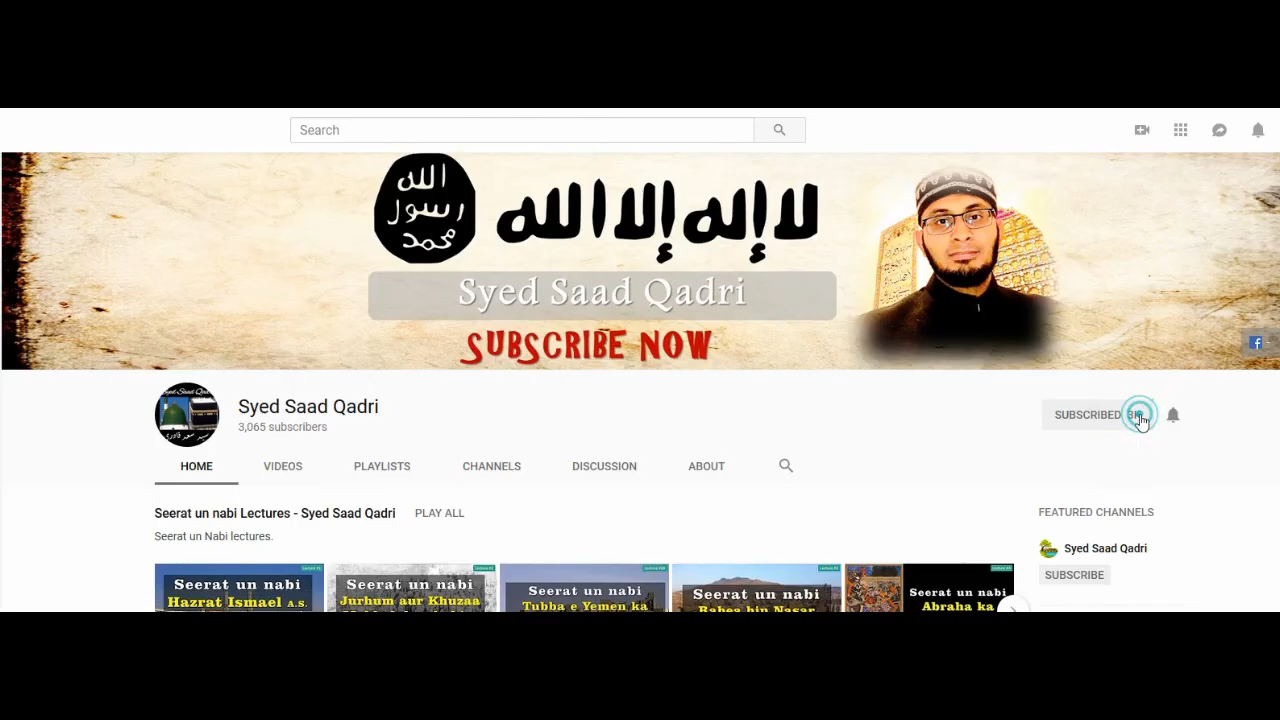 Search
لا إله إلا الله
الله
رسول
محمد
Syed Saad Qadri
SUBSCRIBE NOW
Syed Saad Qadri
3,065 subscribers
SUBSCRIBED
HOME
VIDEOS
PLAYLISTS
CHANNELS
DISCUSSION
ABOUT
Seerat un nabi Lectures - Syed Saad Qadri
PLAY ALL
Seerat un Nabi lectures.
FEATURED CHANNELS
Syed Saad Qadri
SUBSCRIBE
Seerat un nabi
Hazrat Ismael A.S.
Seerat un nabi
Jurhum aur Khuzaa
Seerat un nabi
Tubba e Yemen ka
Seerat un nabi
Rabea bin Nasar
Seerat un nabi
Abraha ka